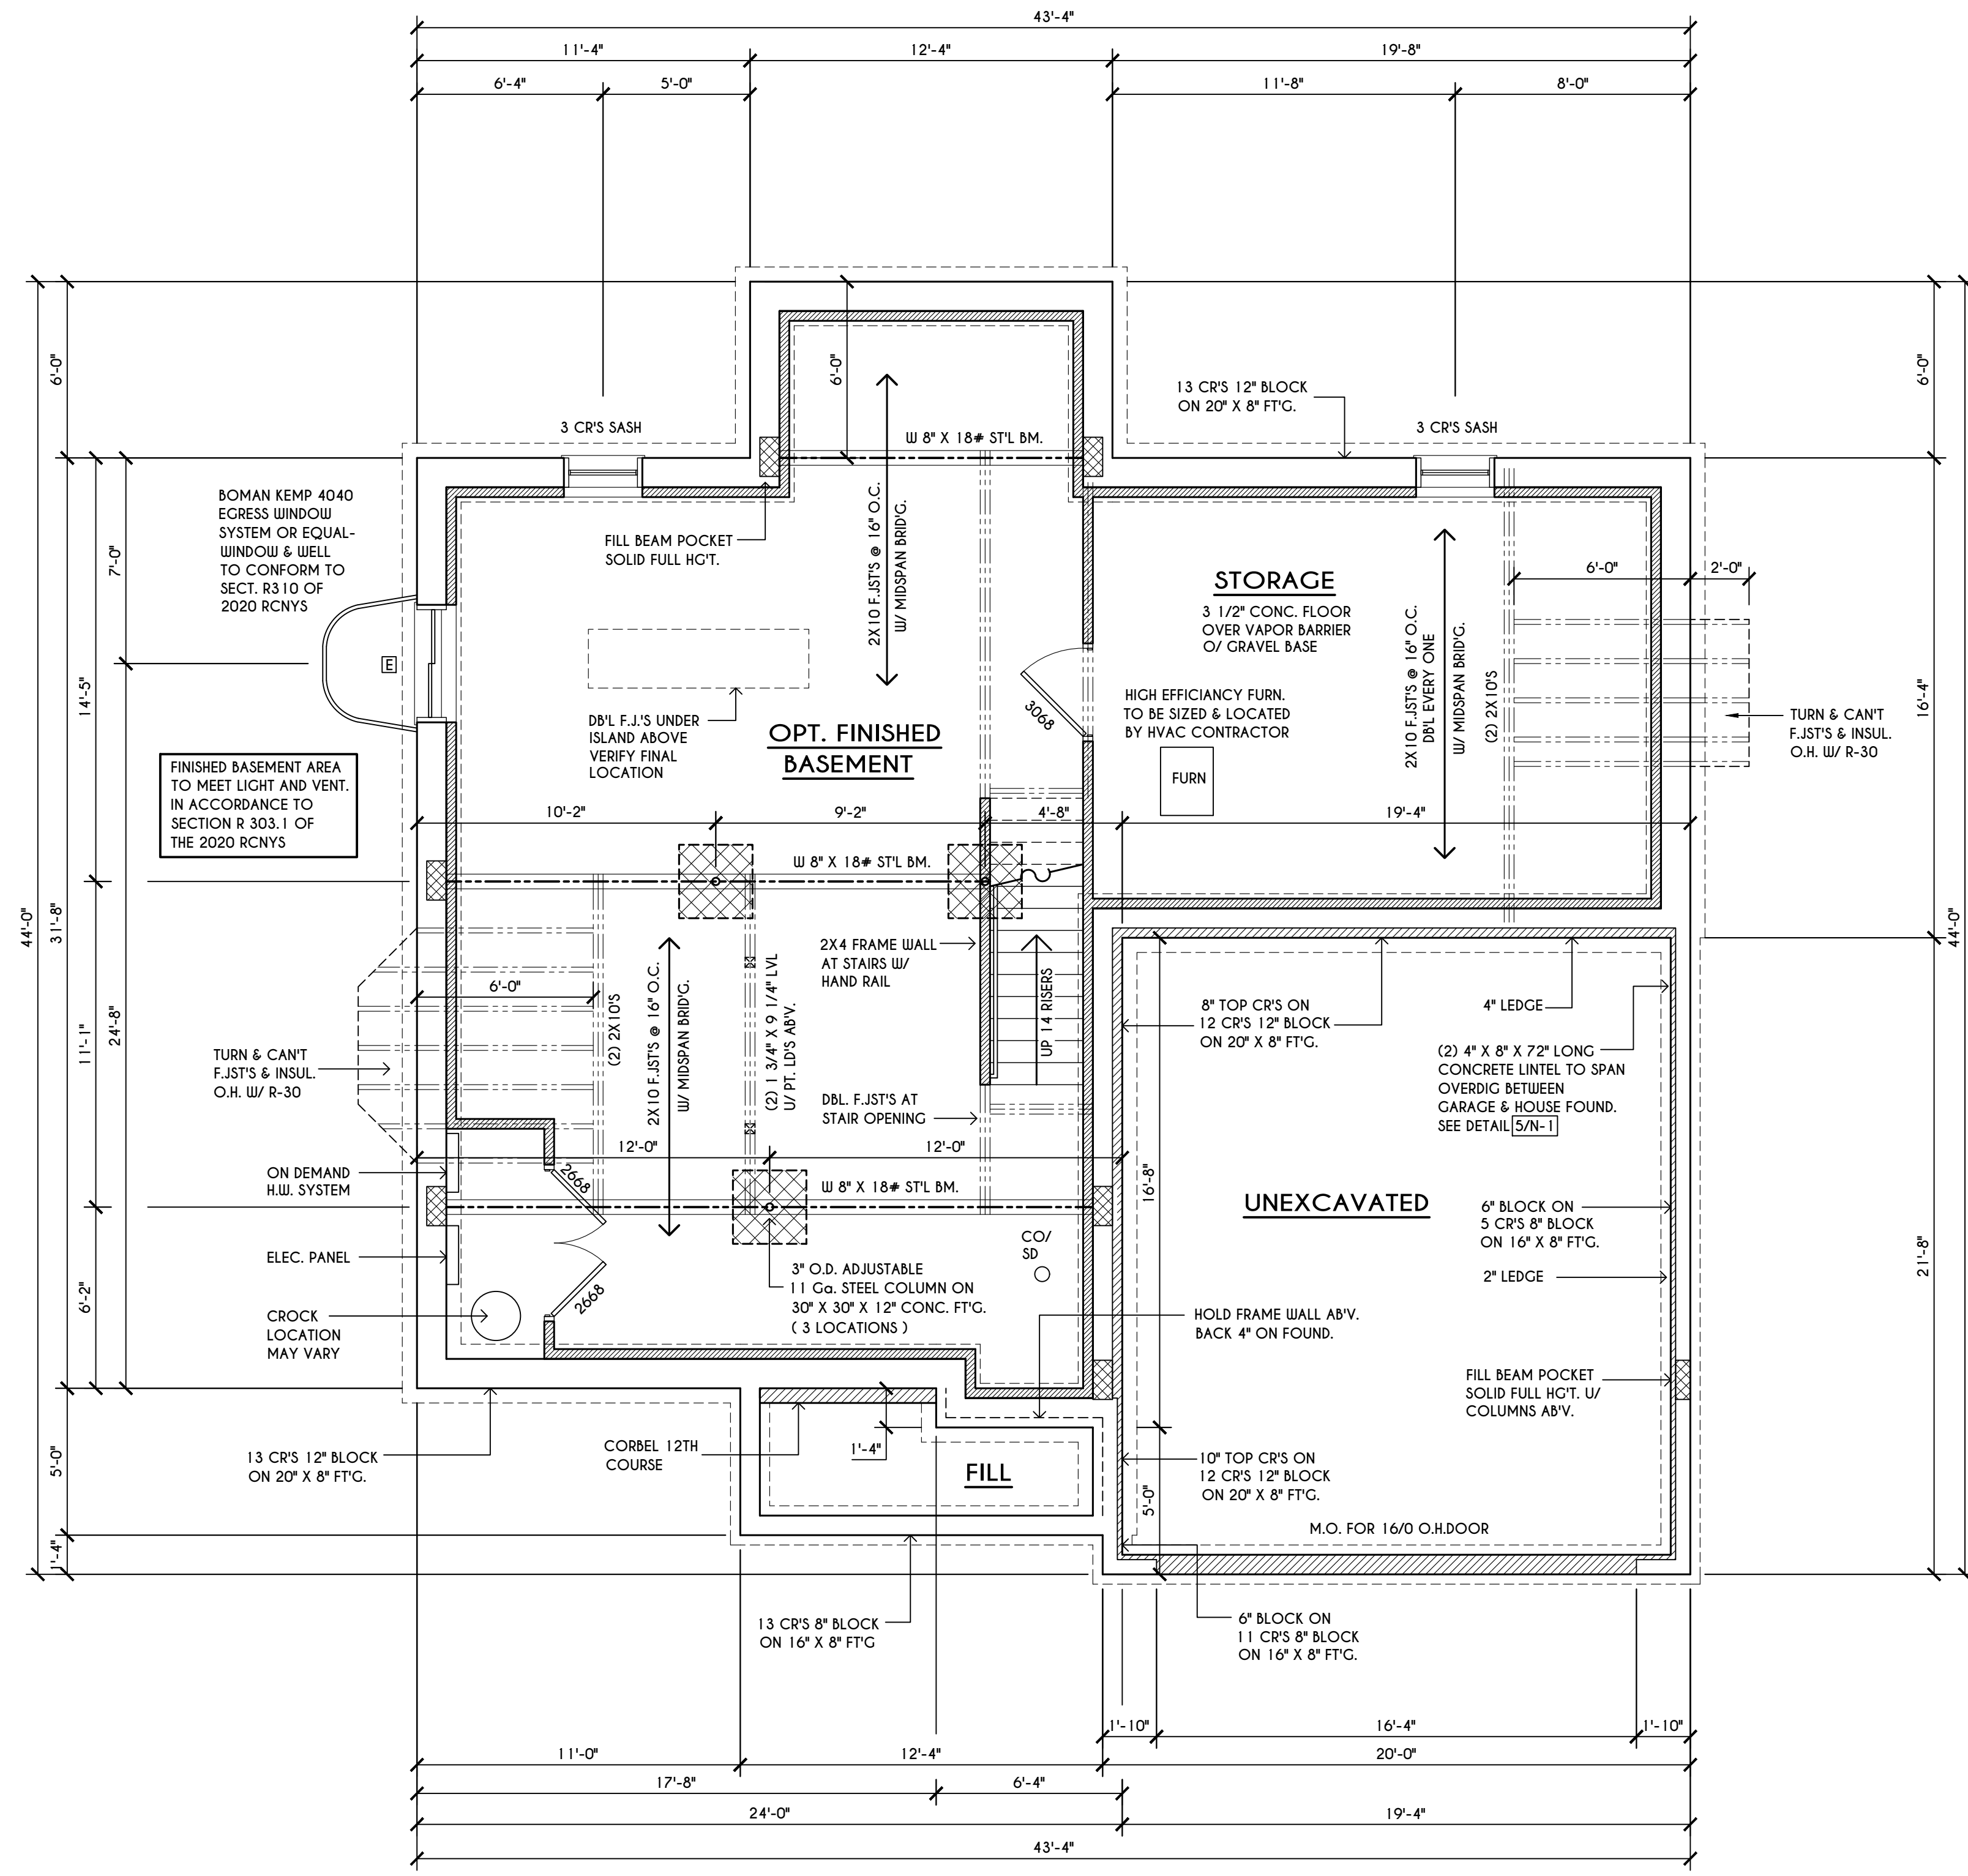 43'-4"
11'-4"
12'-4"
19'-8"
6'-4"
5'-0"
11'-8"
8'-0"
6'-0"
6'-0"
6'-0"
13 CR'S 12" BLOCK
ON 20" X 8" FT'G.
3 CR'S SASH
3 CR'S SASH
W 8" X 18# ST'L BM.
BOMAN KEMP 4040
EGRESS WINDOW
SYSTEM OR EQUAL-
WINDOW & WELL
TO CONFORM TO
SECT. R310 OF
2020 RCNYS
7'-0"
FILL BEAM POCKET
SOLID FULL HG'T.
2X10 F.JST'S @ 16" O.C.
W/ MIDSPAN BRID'G.
STORAGE
3 1/2" CONC. FLOOR
OVER VAPOR BARRIER
O/ GRAVEL BASE
6'-0"
2'-0"
2X10 F.JST'S @ 16" O.C.
DB'L EVERY ONE
W/ MIDSPAN BRID'G.
(2) 2X10'S
E
14'-5"
16'-4"
DB'L F.J.'S UNDER
ISLAND ABOVE
VERIFY FINAL
LOCATION
OPT. FINISHED
BASEMENT
3068
HIGH EFFICIANCY FURN.
TO BE SIZED & LOCATED
BY HVAC CONTRACTOR
FURN
TURN & CAN'T
F.JST'S & INSUL.
O.H. W/ R-30
FINISHED BASEMENT AREA
TO MEET LIGHT AND VENT.
IN ACCORDANCE TO
SECTION R 303.1 OF
THE 2020 RCNYS
10'-2"
9'-2"
4'-8"
19'-4"
W 8" X 18# ST'L BM.
44'-0"
31'-8"
44'-0"
11'-1"
24'-8"
2X4 FRAME WALL
AT STAIRS W/
HAND RAIL
6'-0"
(2) 2X10'S
2X10 F.JST'S @ 16" O.C.
W/ MIDSPAN BRID'G.
(2) 1 3/4" X 9 1/4" LVL
U/ PT. LD'S AB'V.
UP 14 RISERS
8" TOP CR'S ON
12 CR'S 12" BLOCK
ON 20" X 8" FT'G.
4" LEDGE
(2) 4" X 8" X 72" LONG
CONCRETE LINTEL TO SPAN
OVERDIG BETWEEN
GARAGE & HOUSE FOUND.
SEE DETAIL 5/N-1
TURN & CAN'T
F.JST'S & INSUL.
O.H. W/ R-30
DBL. F.JST'S AT
STAIR OPENING
12'-0"
12'-0"
ON DEMAND
H.W. SYSTEM
2668
W 8" X 18# ST'L BM.
16'-8"
UNEXCAVATED
6" BLOCK ON
5 CR'S 8" BLOCK
ON 16" X 8" FT'G.
21'-8"
ELEC. PANEL
CO/
SD
2" LEDGE
6'-2"
3" O.D. ADJUSTABLE
11 Ga. STEEL COLUMN ON
30" X 30" X 12" CONC. FT'G.
( 3 LOCATIONS )
2668
CROCK
LOCATION
MAY VARY
HOLD FRAME WALL AB'V.
BACK 4" ON FOUND.
FILL BEAM POCKET
SOLID FULL HG'T. U/
COLUMNS AB'V.
13 CR'S 12" BLOCK
ON 20" X 8" FT'G.
CORBEL 12TH
COURSE
1'-4"
FILL
10" TOP CR'S ON
12 CR'S 12" BLOCK
ON 20" X 8" FT'G.
5'-0"
5'-0"
M.O. FOR 16/0 O.H.DOOR
1'-4"
13 CR'S 8" BLOCK
ON 16" X 8" FT'G
6" BLOCK ON
11 CR'S 8" BLOCK
ON 16" X 8" FT'G.
1'-10"
16'-4"
1'-10"
11'-0"
12'-4"
20'-0"
17'-8"
6'-4"
24'-0"
19'-4"
43'-4"